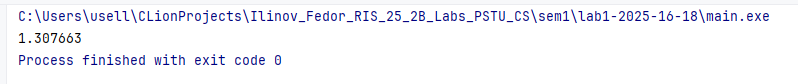 C:\Users\usell\CLionProjects\Ilinov_Fedor_RIS_25_2B_Labs_PSTU_CS\sem1\lab1-2025-16-18\main.exe
1.307663
Process finished with exit code 0